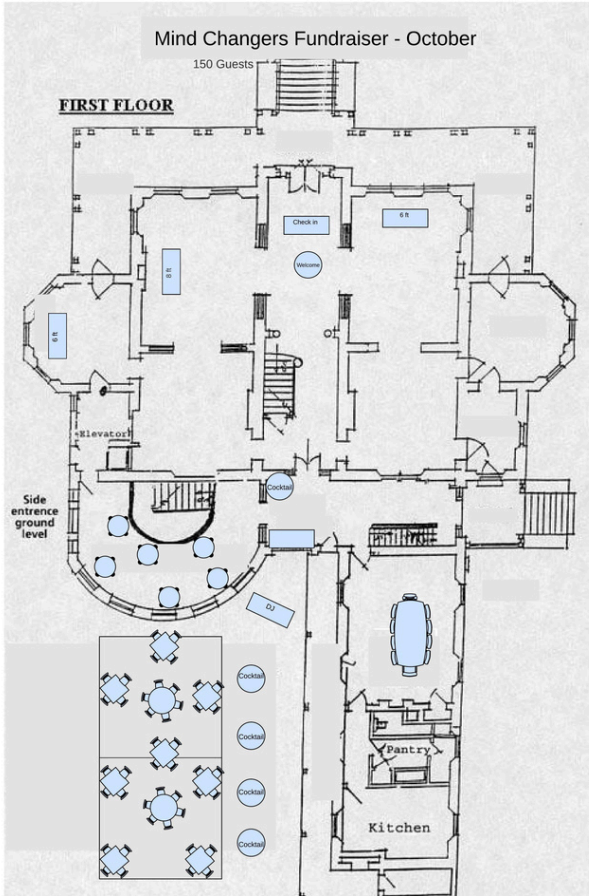 Mind Changers Fundraiser - October
150 Guests
FIRST FLOOR
6 ft
Check in
Welcome
8 ft
6 ft
Elevator
Cocktail
Side
entrence
ground
level
DJ
Cocktail
Cocktail
Pantry
Cocktail
Kitchen
Cocktail